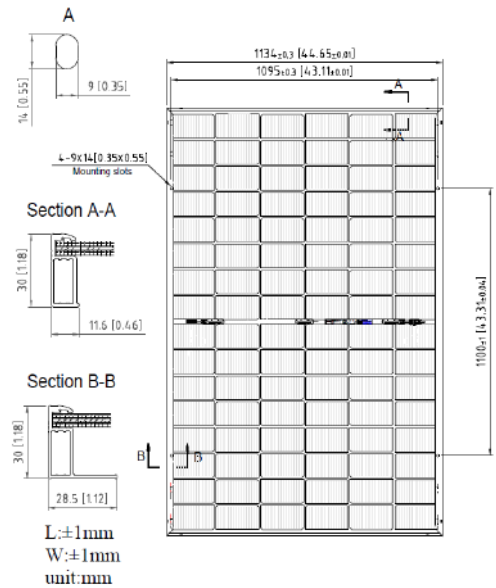 A
14 [0.55]
9 [0.35]
1134±0.3 [44.65±0.01]
1095±0.3 [43.11±0.01]
A
A
4-9X14[0.35X0.55]
Mounting slots
Section A-A
30 [1.18]
11.6 [0.46]
1100±1 [43.31±0.04]
Section B-B
30 [1.18]
28.5 [1.12]
B
B
L:±1mm
W:±1mm
unit:mm